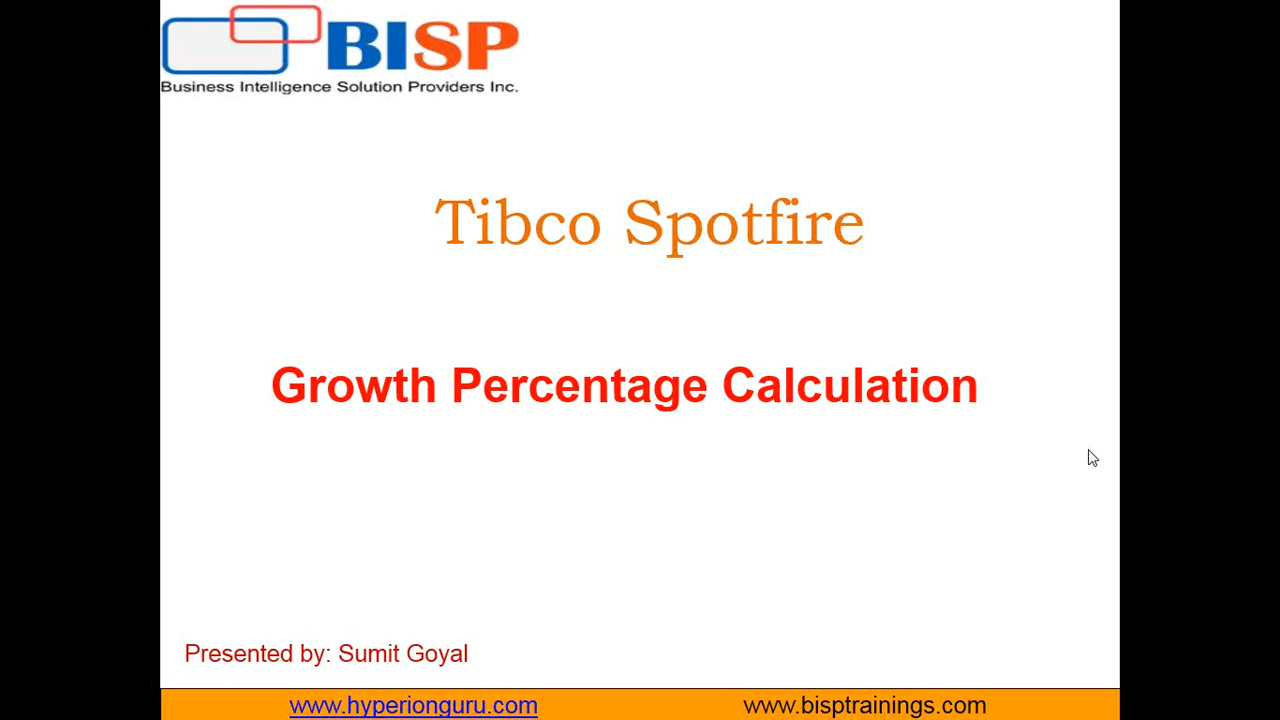 BISP
Business Intelligence Solution Providers Inc.
Tibco Spotfire
Growth Percentage Calculation
Presented by: Sumit Goyal
www.hyperionguru.com
www.bisptrainings.com